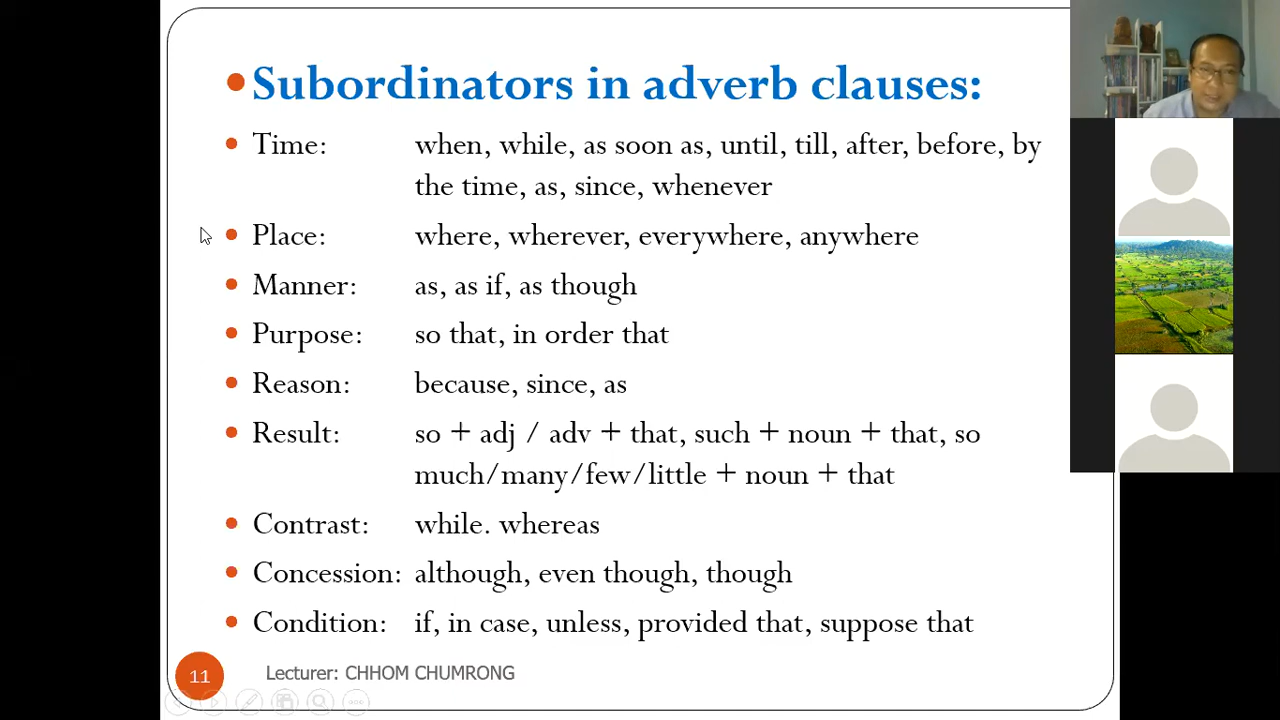 Subordinators in adverb clauses:
Time: when, while, as soon as, until, till, after, before, by
the time, as, since, whenever
Place: where, wherever, everywhere, anywhere
Manner: as, as if, as though
Purpose: so that, in order that
Reason: because, since, as
Result: so + adj / adv + that, such + noun + that, so
much/many/few/little + noun + that
Contrast: while. whereas
Concession: although, even though, though
Condition: if, in case, unless, provided that, suppose that
11 Lecturer: CHHOM CHUMRONG